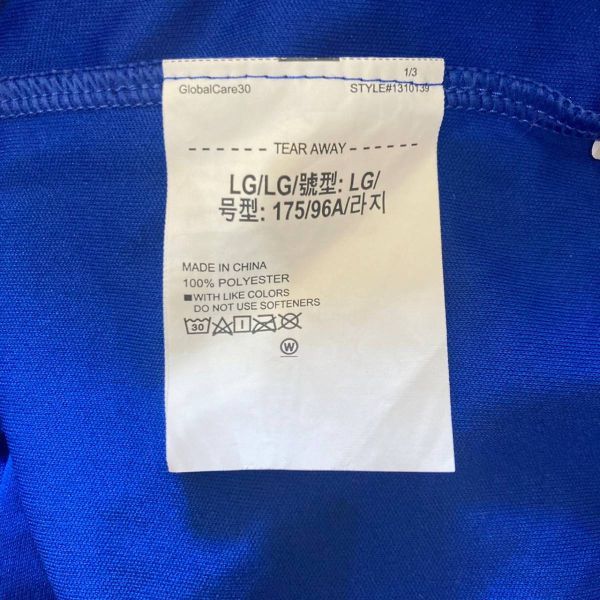 1/3
GlobalCare30 STYLE#1310139
TEAR AWAY
LG/LG/號型: LG/
号型: 175/96A/라지
MADE IN CHINA
100% POLYESTER
WITH LIKE COLORS
DO NOT USE SOFTENERS
30
W